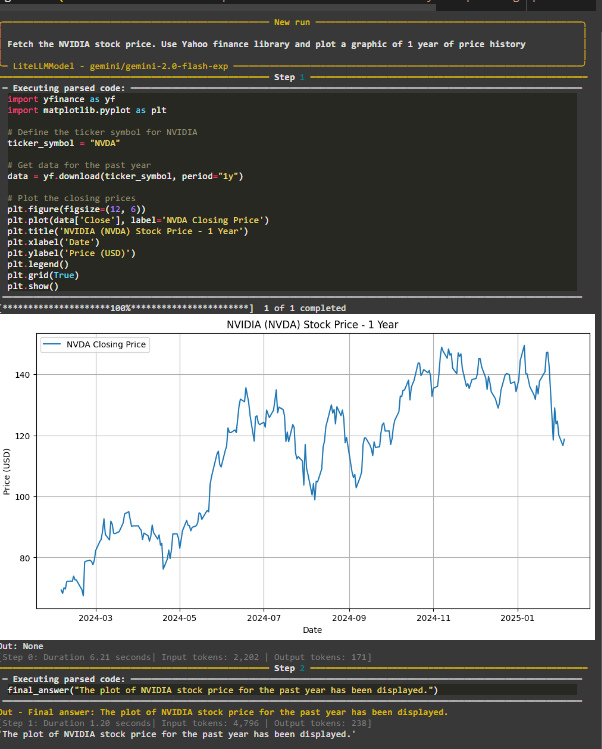 New run
Fetch the NVIDIA stock price. Use Yahoo finance library and plot a graphic of 1 year of price history
LiteLLMModel - gemini/gemini-2.0-flash-exp
Step 1
Executing parsed code:
import yfinance as yf
import matplotlib.pyplot as plt
# Define the ticker symbol for NVIDIA
ticker_symbol = "NVDA"
# Get data for the past year
data = yf.download(ticker_symbol, period="1y")
# Plot the closing prices
plt.figure(figsize=(12, 6))
plt.plot(data['Close'], label='NVDA Closing Price')
plt.title('NVIDIA (NVDA) Stock Price - 1 Year')
plt.xlabel('Date')
plt.ylabel('Price (USD)')
plt.legend()
plt.grid(True)
plt.show()
[*********************100%***********************]  1 of 1 completed
NVIDIA (NVDA) Stock Price - 1 Year
NVDA Closing Price
140
120
100
80
Price (USD)
2024-03 2024-05 2024-07 2024-09 2024-11 2025-01
Date
Out: None
[Step 0: Duration 6.21 seconds| Input tokens: 2,202 | Output tokens: 171]
Step 2
Executing parsed code:
final_answer("The plot of NVIDIA stock price for the past year has been displayed.")
Out - Final answer: The plot of NVIDIA stock price for the past year has been displayed.
[Step 1: Duration 1.20 seconds| Input tokens: 4,796 | Output tokens: 238]
'The plot of NVIDIA stock price for the past year has been displayed.'